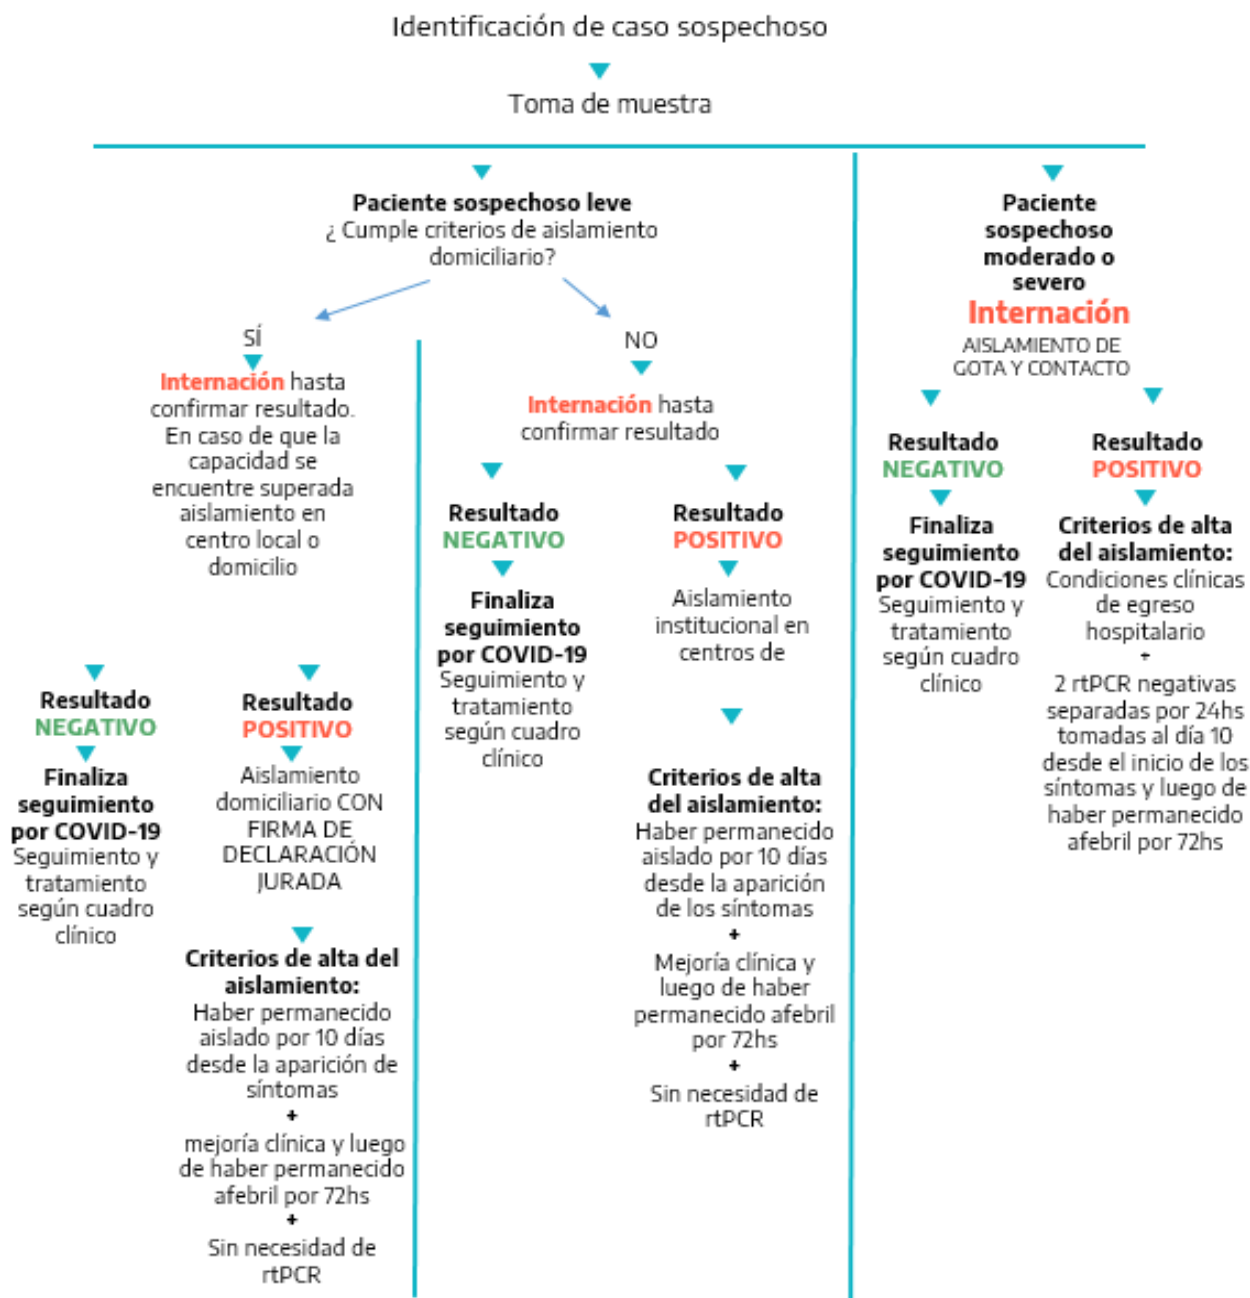 Identificación de caso sospechoso
Toma de muestra
Paciente sospechoso leve
¿ Cumple criterios de aislamiento
domiciliario?
SÍ
Internación hasta
confirmar resultado.
En caso de que la
capacidad se
encuentre superada
aislamiento en
centro local o
domicilio
Resultado
NEGATIVO
Finaliza
seguimiento
por COVID-19
Seguimiento y
tratamiento
según cuadro
clínico
Resultado
POSITIVO
Aislamiento
domiciliario CON
FIRMA DE
DECLARACIÓN
JURADA
Criterios de alta del
aislamiento:
Haber permanecido
aislado por 10 días
desde la aparición de
síntomas
+
mejoría clínica y luego
de haber permanecido
afebril por 72hs
+
Sin necesidad de
rtPCR
NO
Internación hasta
confirmar resultado
Resultado
NEGATIVO
Finaliza
seguimiento
por COVID-19
Seguimiento y
tratamiento
según cuadro
clínico
Resultado
POSITIVO
Aislamiento
institucional en
centros de
Criterios de alta
del aislamiento:
Haber permanecido
aislado por 10 días
desde la aparición
de los síntomas
+
Mejoría clínica y
luego de haber
permanecido afebril
por 72hs
+
Sin necesidad de
rtPCR
Paciente
sospechoso
moderado o
severo
Internación
AISLAMIENTO DE
GOTA Y CONTACTO
Resultado
NEGATIVO
Finaliza
seguimiento
por COVID-19
Seguimiento y
tratamiento
según cuadro
clínico
Resultado
POSITIVO
Criterios de alta
del aislamiento:
Condiciones clínicas
de egreso
hospitalario
+
2 rtPCR negativas
separadas por 24hs
tomadas al día 10
desde el inicio de los
síntomas y luego de
haber permanecido
afebril por 72hs